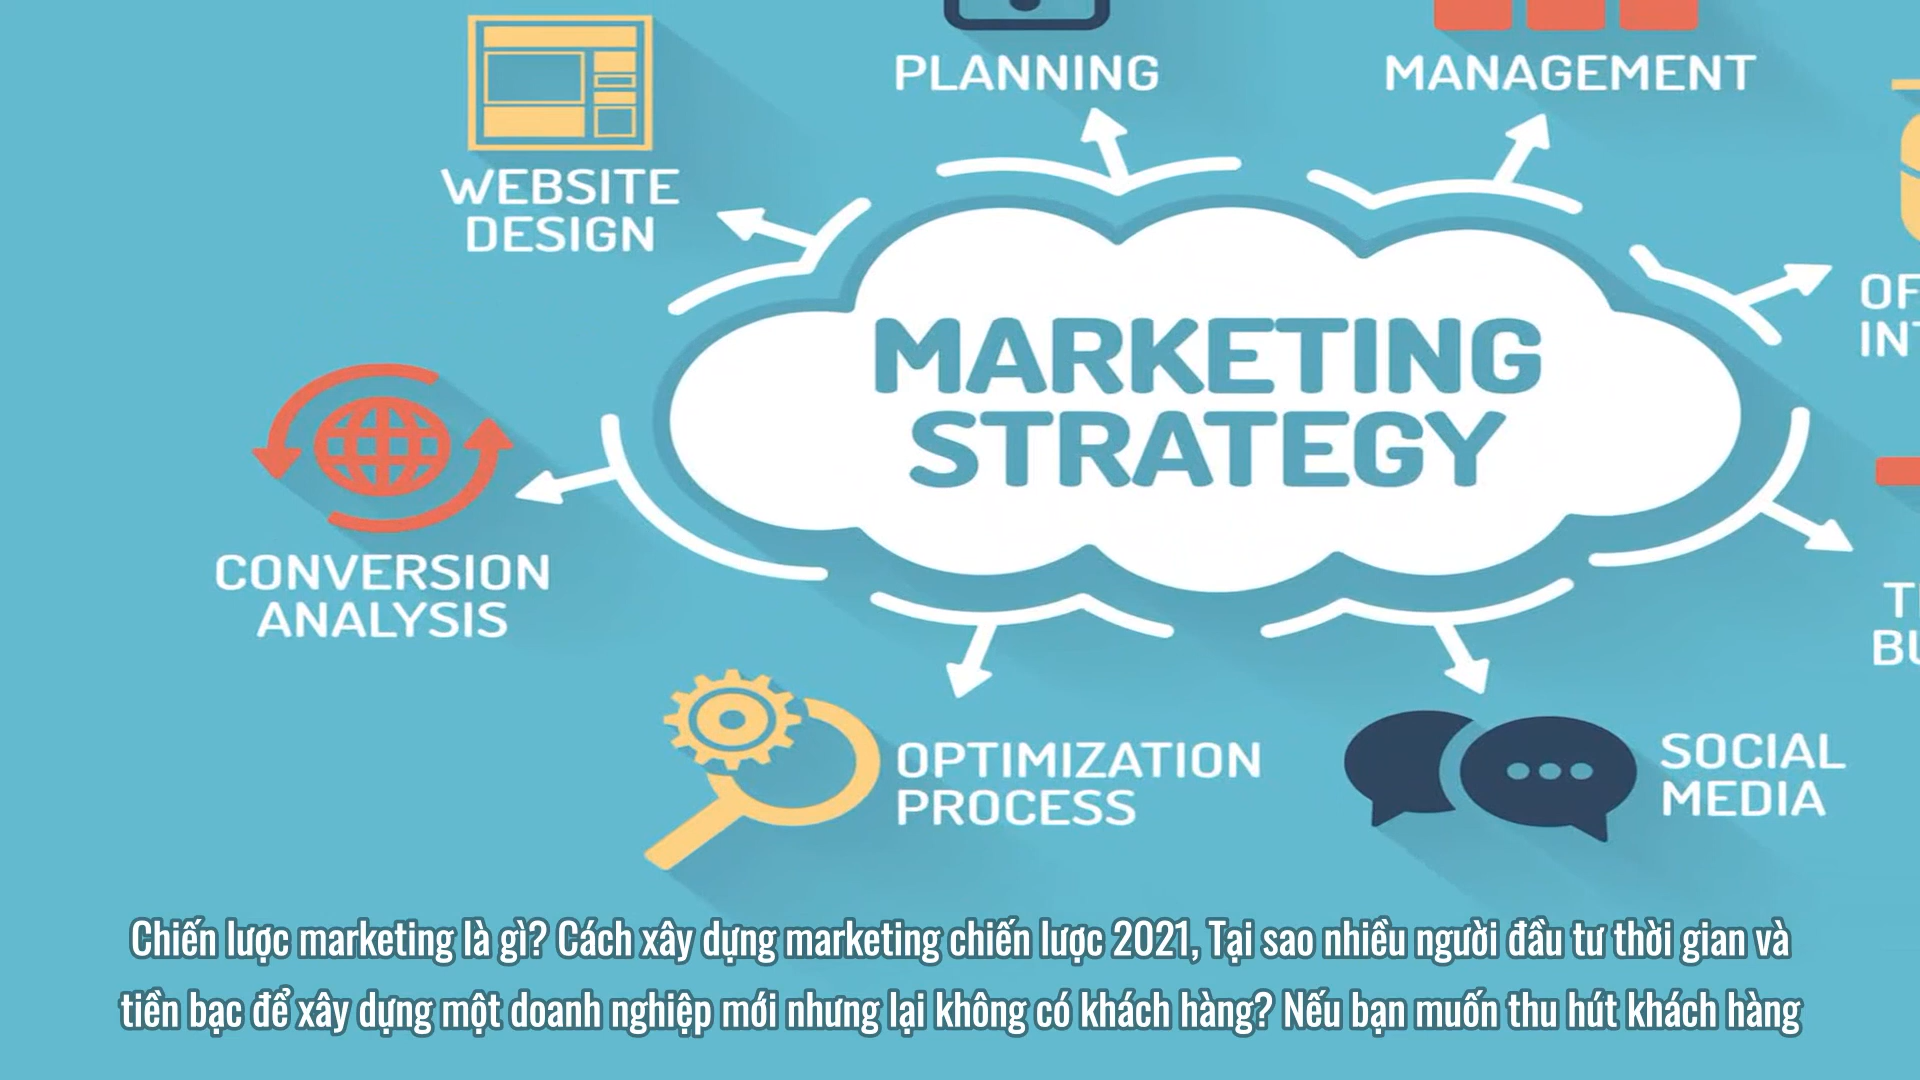 PLANNING
MANAGEMENT
WEBSITE
DESIGN
MARKETING
STRATEGY
CONVERSION
ANALYSIS
OPTIMIZATION
PROCESS
SOCIAL
MEDIA
Chiến lược marketing là gì? Cách xây dựng marketing chiến lược 2021, Tại sao nhiều người đầu tư thời gian và
tiền bạc để xây dựng một doanh nghiệp mới nhưng lại không có khách hàng? Nếu bạn muốn thu hút khách hàng